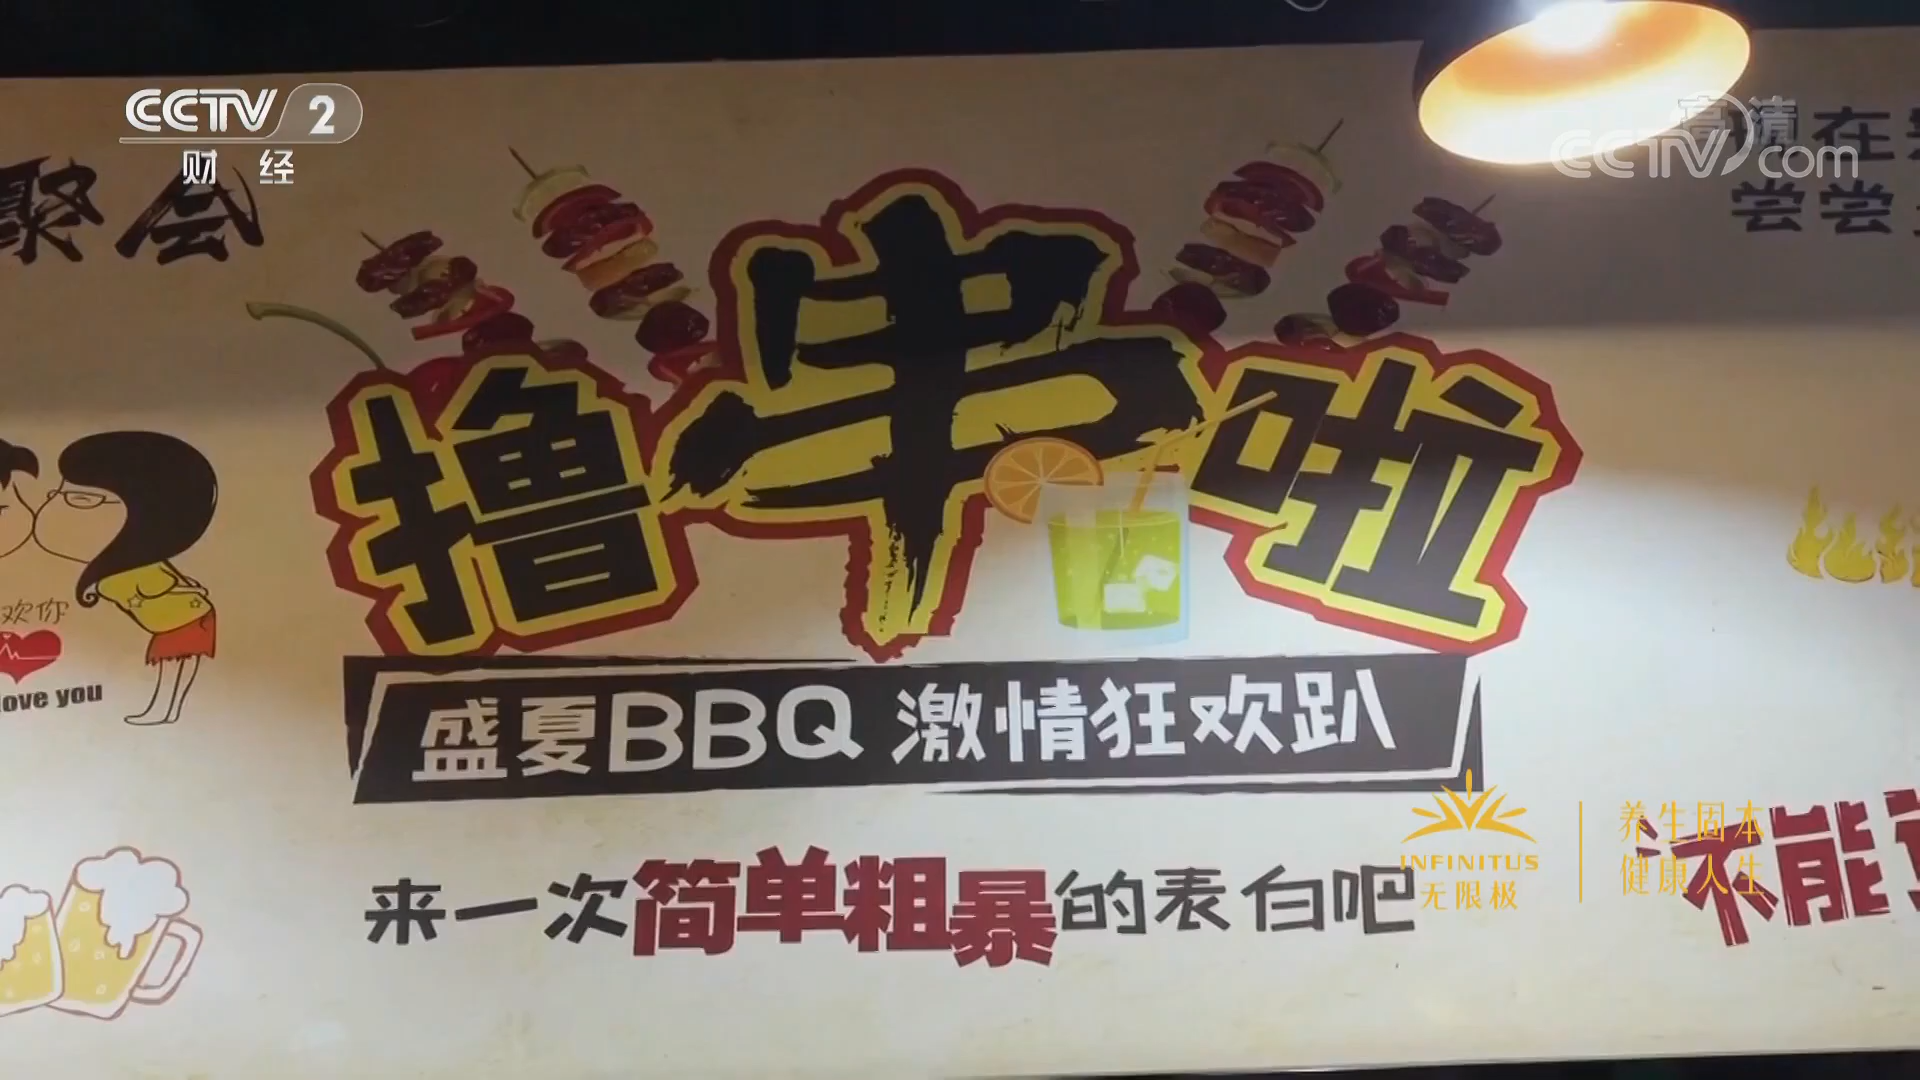 CCTV 2
财经
高清
CCTV com
聚会
在
尝尝
撸串啦
欢你
love you
盛夏BBQ 激情狂欢趴
来一次简单粗暴的表白吧
INFINITUS
无限极
养生固本
健康人生
不能